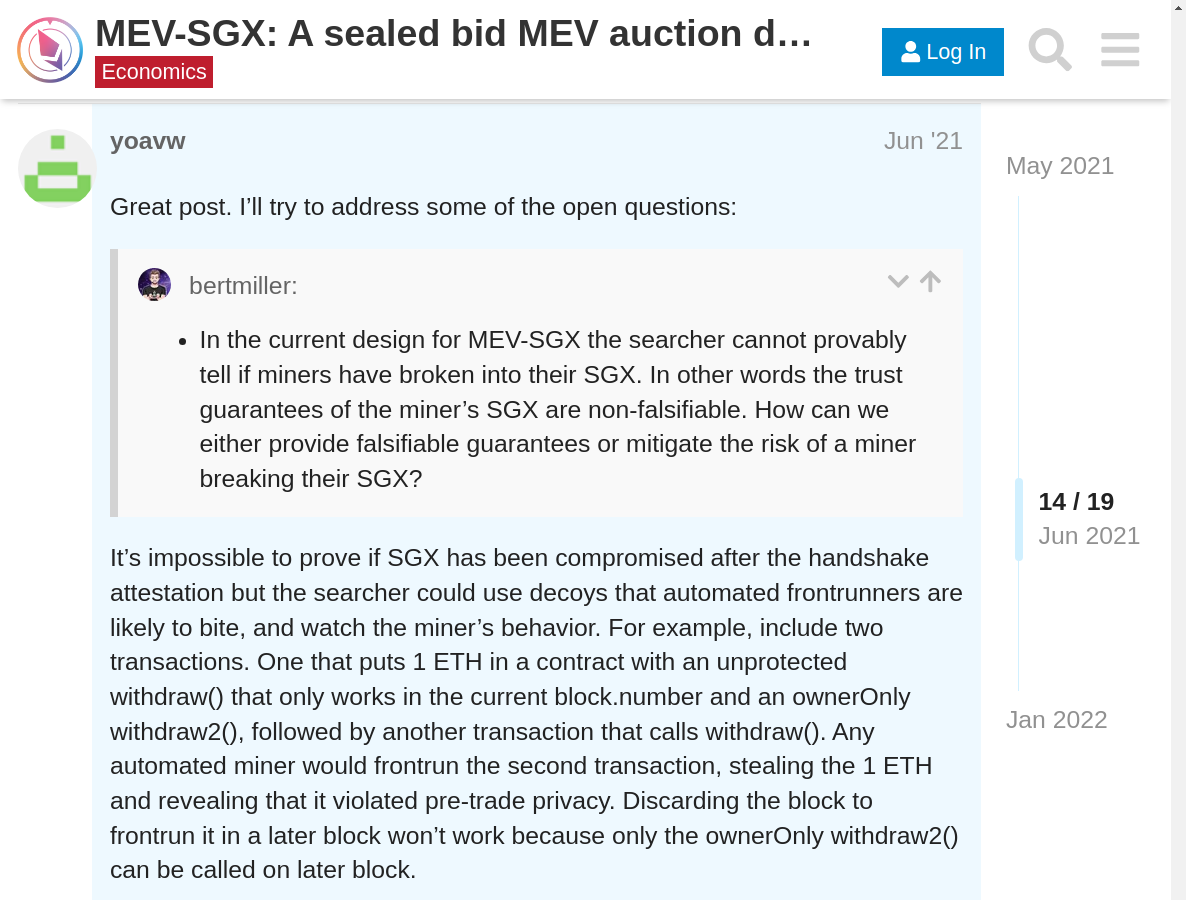 MEV-SGX: A sealed bid MEV auction d…
Economics
Log In
yoavw
Jun '21
Great post. I’ll try to address some of the open questions:
bertmiller:
• In the current design for MEV-SGX the searcher cannot provably
tell if miners have broken into their SGX. In other words the trust
guarantees of the miner’s SGX are non-falsifiable. How can we
either provide falsifiable guarantees or mitigate the risk of a miner
breaking their SGX?
It’s impossible to prove if SGX has been compromised after the handshake
attestation but the searcher could use decoys that automated frontrunners are
likely to bite, and watch the miner’s behavior. For example, include two
transactions. One that puts 1 ETH in a contract with an unprotected
withdraw() that only works in the current block.number and an ownerOnly
withdraw2(), followed by another transaction that calls withdraw(). Any
automated miner would frontrun the second transaction, stealing the 1 ETH
and revealing that it violated pre-trade privacy. Discarding the block to
frontrun it in a later block won’t work because only the ownerOnly withdraw2()
can be called on later block.
May 2021
14 / 19
Jun 2021
Jan 2022